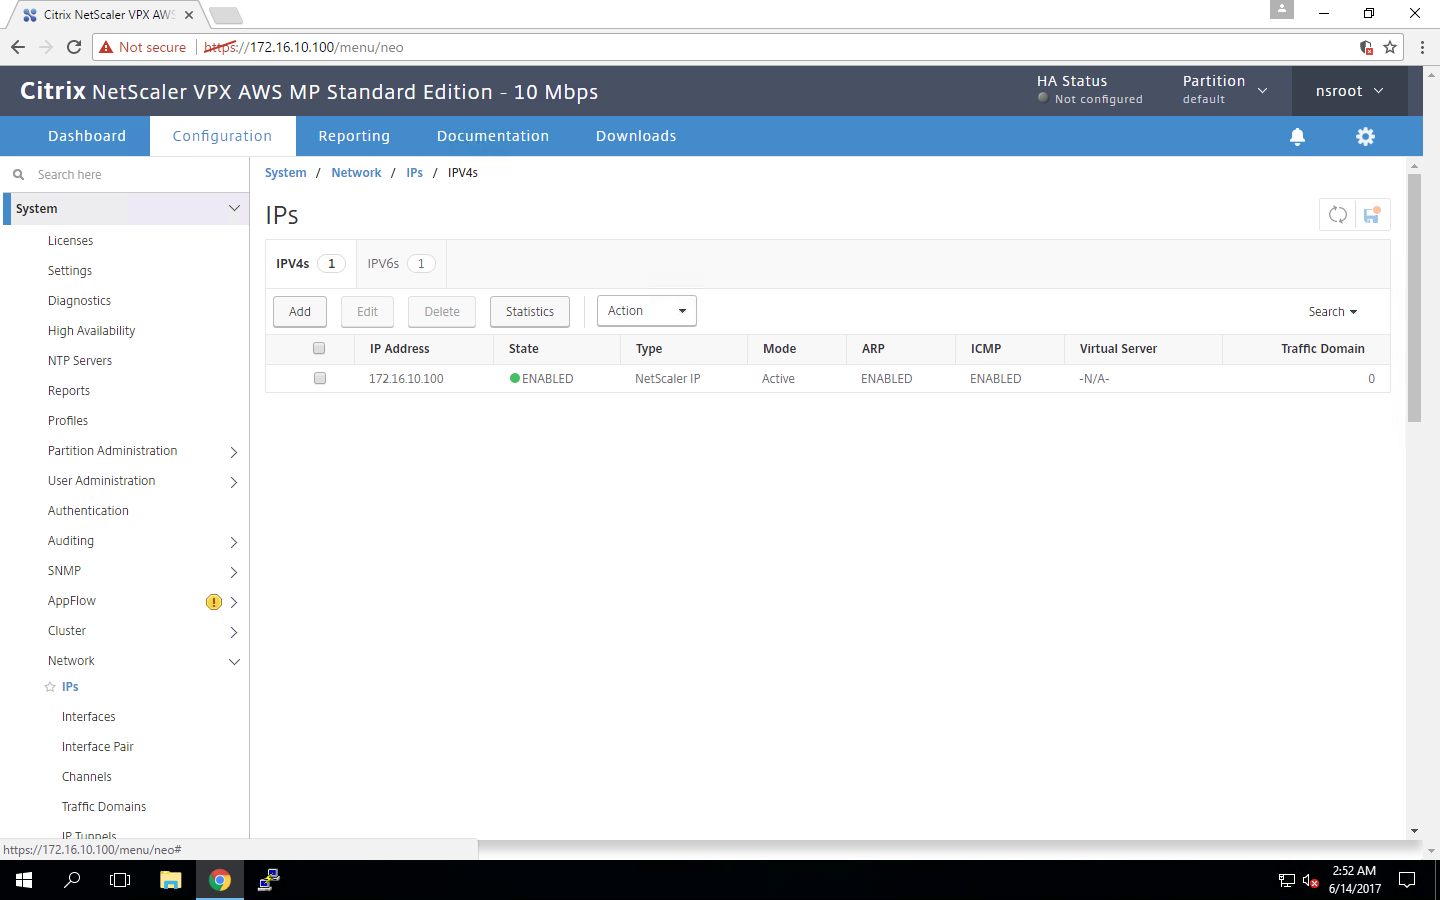 Citrix NetScaler VPX AWS
Not secure https://172.16.10.100/menu/neo
Citrix NetScaler VPX AWS MP Standard Edition - 10 Mbps
HA Status
Not configured
Partition
default
nsroot
Dashboard Configuration Reporting Documentation Downloads
Search here
System
Licenses
Settings
Diagnostics
High Availability
NTP Servers
Reports
Profiles
Partition Administration
User Administration
Authentication
Auditing
SNMP
AppFlow
Cluster
Network
IPs
Interfaces
Interface Pair
Channels
Traffic Domains
IP Tunnels
System / Network / IPs / IPV4s
IPs
IPV4s 1 IPV6s 1
Add Edit Delete Statistics Action Search
IP Address State Type Mode ARP ICMP Virtual Server Traffic Domain
172.16.10.100 ENABLED NetScaler IP Active ENABLED ENABLED -N/A- 0
https://172.16.10.100/menu/neo#
2:52 AM
6/14/2017